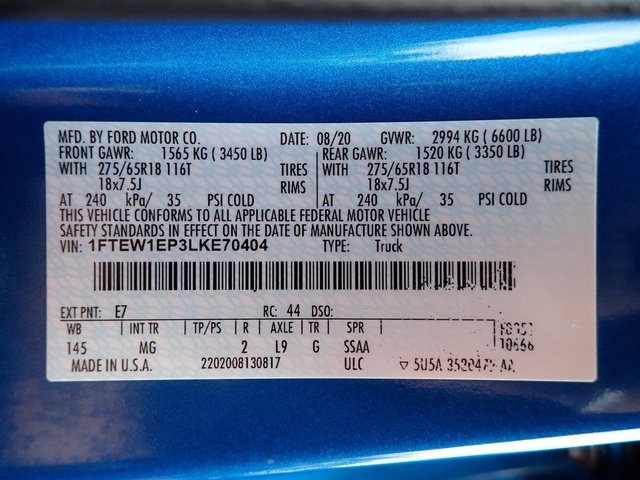 MFD. BY FORD MOTOR CO. DATE: 08/20 GVWR: 2994 KG ( 6600 LB)
FRONT GAWR: 1565 KG ( 3450 LB) REAR GAWR: 1520 KG ( 3350 LB)
WITH 275/65R18 116T TIRES WITH 275/65R18 116T TIRES
18x7.5J RIMS 18x7.5J RIMS
AT 240 kPa/ 35 PSI COLD AT 240 kPa/ 35 PSI COLD
THIS VEHICLE CONFORMS TO ALL APPLICABLE FEDERAL MOTOR VEHICLE
SAFETY STANDARDS IN EFFECT ON THE DATE OF MANUFACTURE SHOWN ABOVE.
VIN: 1FTEW1EP3LKE70404 TYPE: Truck
EXT PNT: E7 RC: 44 DSO:
WB INT TR TP/PS R AXLE TR SPR
145 MG 2 L9 G SSAA 10666
MADE IN U.S.A. 2202008130817 ULC ▽ 5U5A